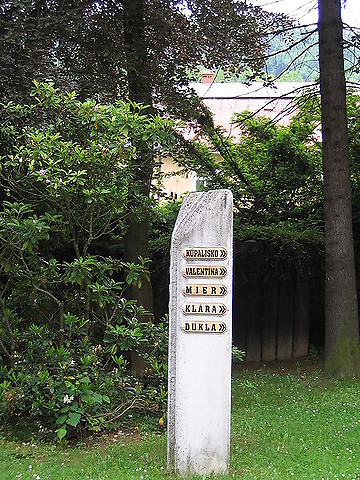 KÚPALISKO
VALENTÍNA
MIER
KLÁRA
DUKLA